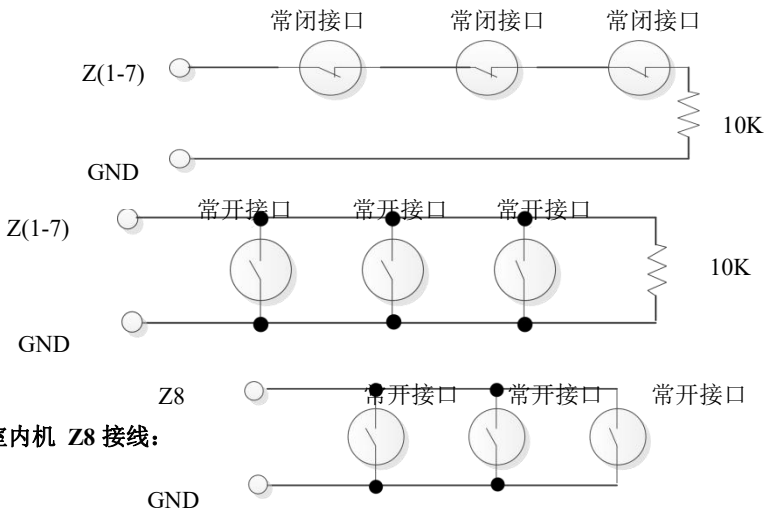 常闭接口 常闭接口 常闭接口
Z(1-7)
10K
GND
常开接口 常开接口 常开接口
Z(1-7)
10K
GND
Z8 常开接口 常开接口 常开接口
室内机 Z8 接线：
GND